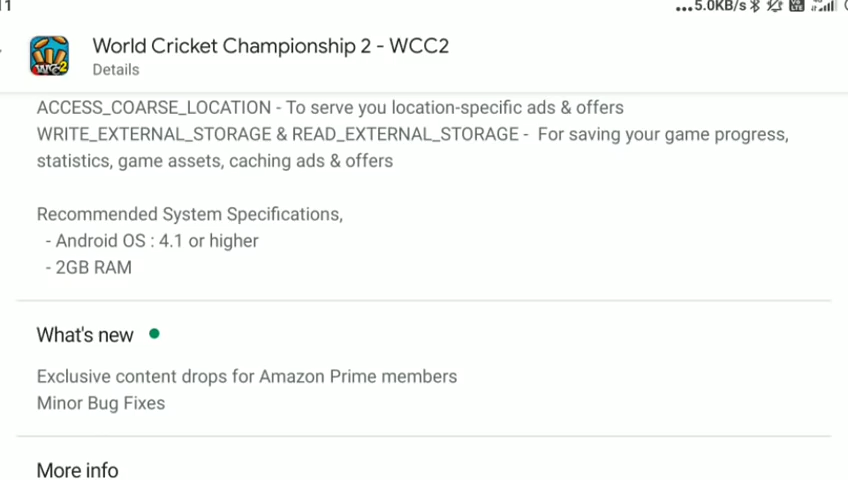 ...5.0KB/s
World Cricket Championship 2 - WCC2
Details
ACCESS_COARSE_LOCATION - To serve you location-specific ads & offers
WRITE_EXTERNAL_STORAGE & READ_EXTERNAL_STORAGE -  For saving your game progress,
statistics, game assets, caching ads & offers
Recommended System Specifications,
- Android OS : 4.1 or higher
- 2GB RAM
What's new
Exclusive content drops for Amazon Prime members
Minor Bug Fixes
More info